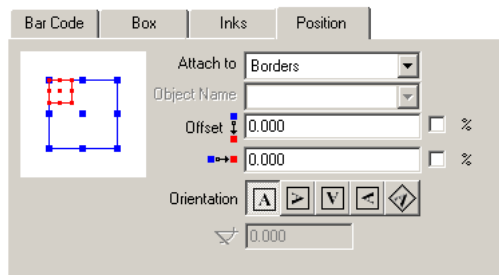 Bar Code Box Inks Position
Attach to Borders
Object Name
Offset 0.000 %
0.000 %
Orientation A A A A A
0.000